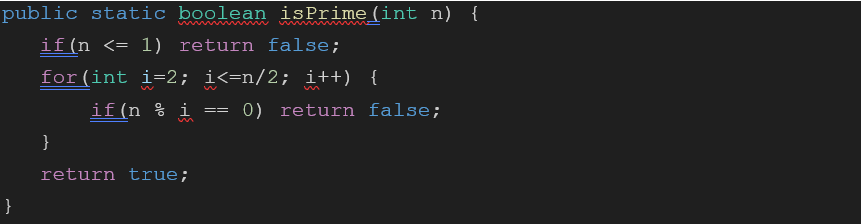 public static boolean isPrime(int n) {
if(n <= 1) return false;
for(int i=2; i<=n/2; i++) {
if(n % i == 0) return false;
}
return true;
}